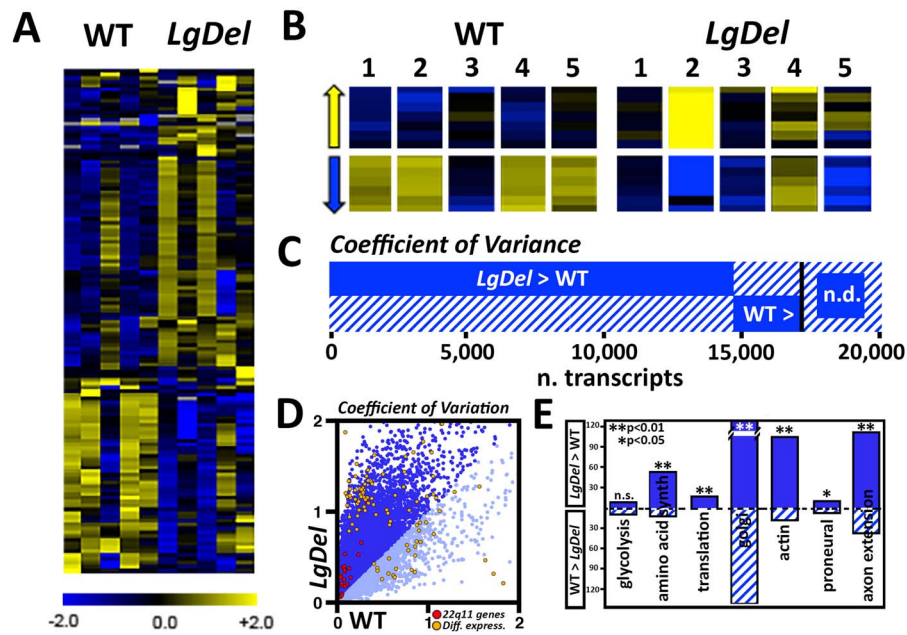 A
WT LgDel
-2.0 0.0 +2.0
B
WT LgDel
1 2 3 4 5 1 2 3 4 5
C
Coefficient of Variance
LgDel > WT
WT >
n.d.
0 5,000 10,000 15,000 20,000
n. transcripts
D
Coefficient of Variation
2
1
0
LgDel
0 1 2
WT
22q11 genes
Diff. express.
E
LgDel > WT
WT > LgDel
120
90
60
30
30
60
90
120
**p<0.01
*p<0.05
n.s. ** ** ** ** * **
glycolysis
amino acid synth
translation
golgi
actin
proneural
axon extension